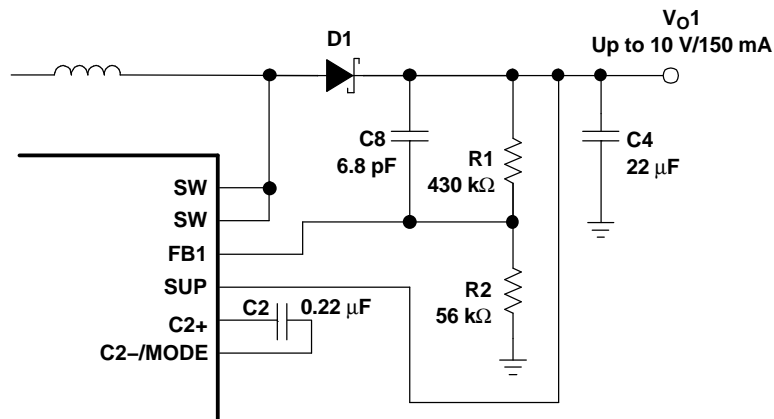 V_O1
Up to 10 V/150 mA
D1
C8
6.8 pF
R1
430 kΩ
C4
22 μF
SW
SW
FB1
SUP
C2 0.22 μF
R2
56 kΩ
C2+
C2–/MODE